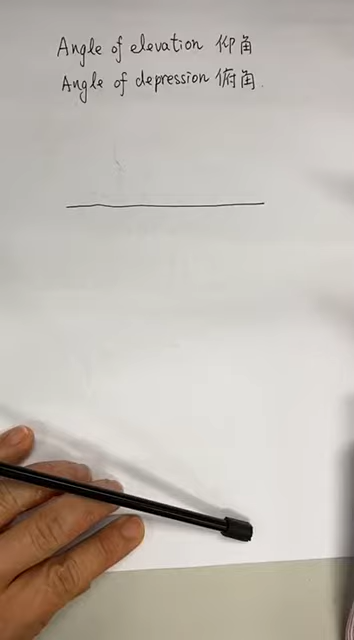 Angle of elevation 仰角
Angle of depression 俯角.